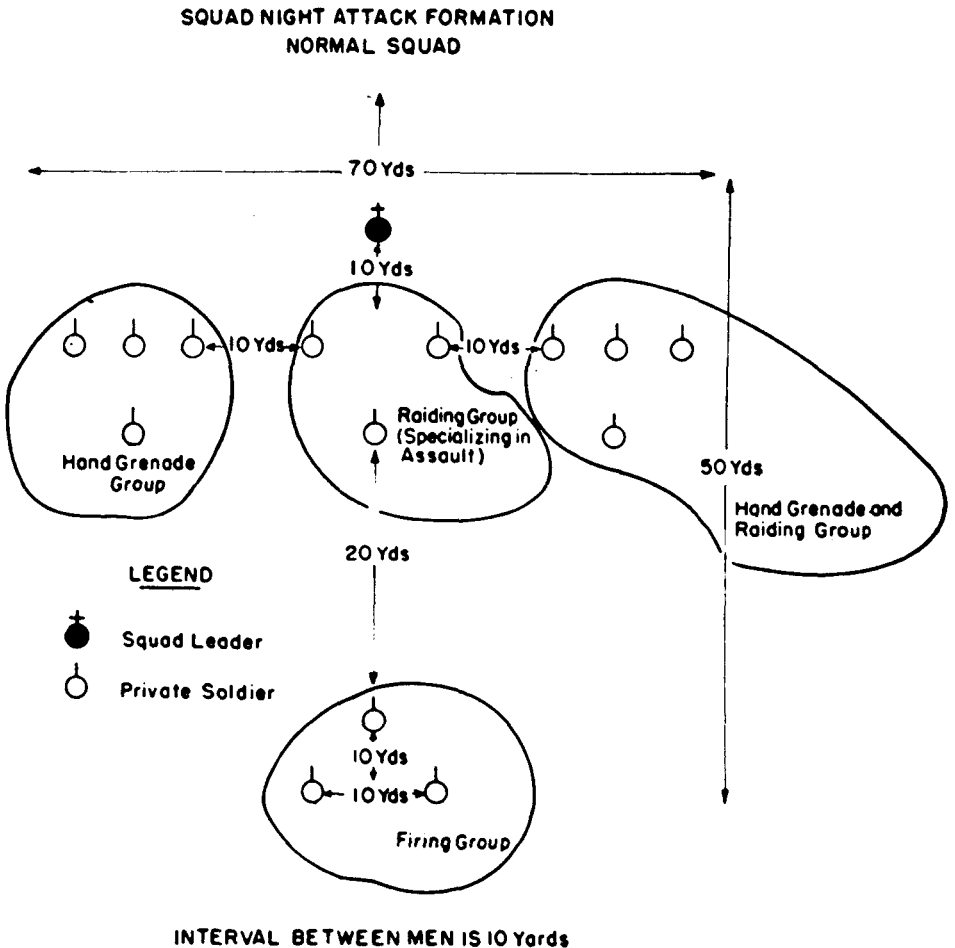 SQUAD NIGHT ATTACK FORMATION
NORMAL SQUAD
70 Yds
10 Yds
10 Yds
10 Yds
Raiding Group
(Specializing in
Assault)
Hand Grenade
Group
50 Yds
Hand Grenade and
Raiding Group
20 Yds
LEGEND
Squad Leader
Private Soldier
10 Yds
10 Yds
Firing Group
INTERVAL BETWEEN MEN IS 10 Yards